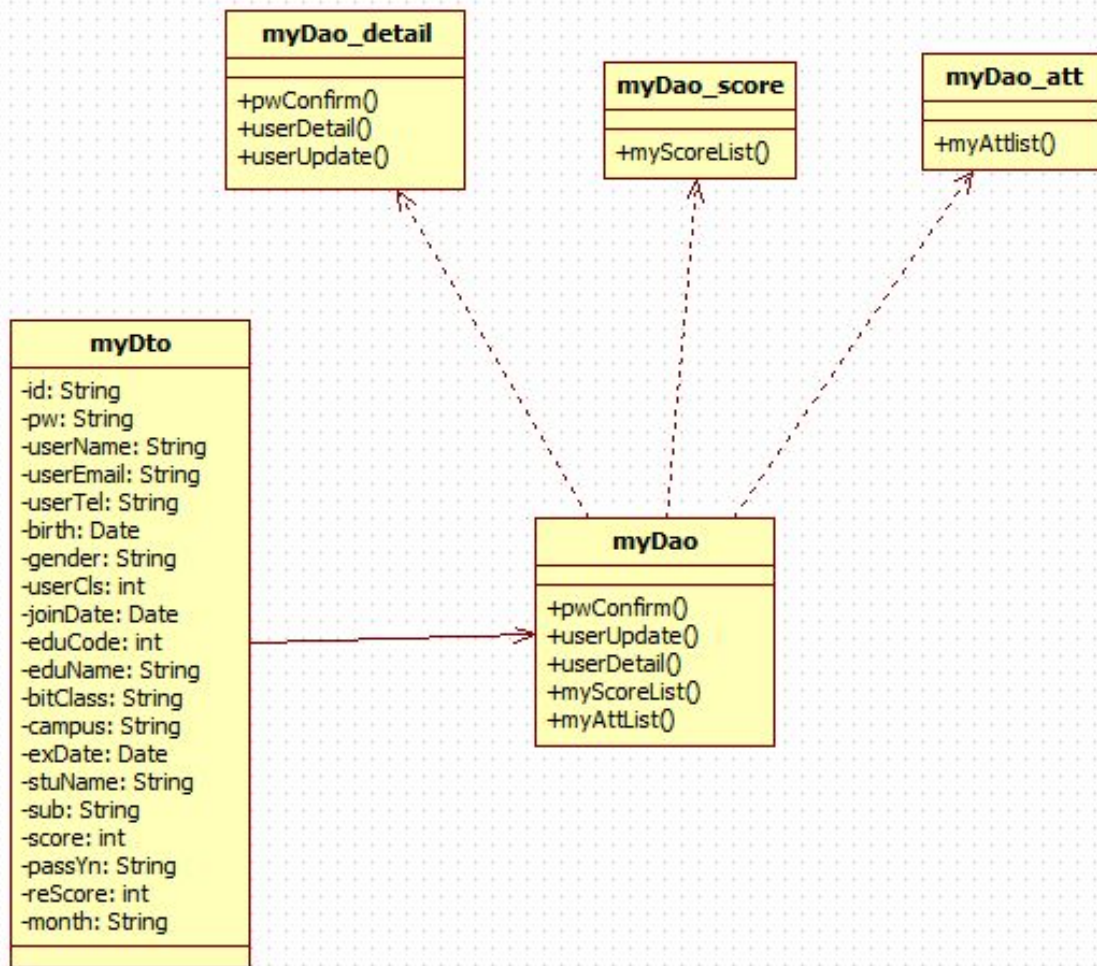 myDao_detail
+pwConfirm()
+userDetail()
+userUpdate()
myDao_score
+myScoreList()
myDao_att
+myAttlist()
myDto
-id: String
-pw: String
-userName: String
-userEmail: String
-userTel: String
-birth: Date
-gender: String
-userCls: int
-joinDate: Date
-eduCode: int
-eduName: String
-bitClass: String
-campus: String
-exDate: Date
-stuName: String
-sub: String
-score: int
-passYn: String
-reScore: int
-month: String
myDao
+pwConfirm()
+userUpdate()
+userDetail()
+myScoreList()
+myAttList()